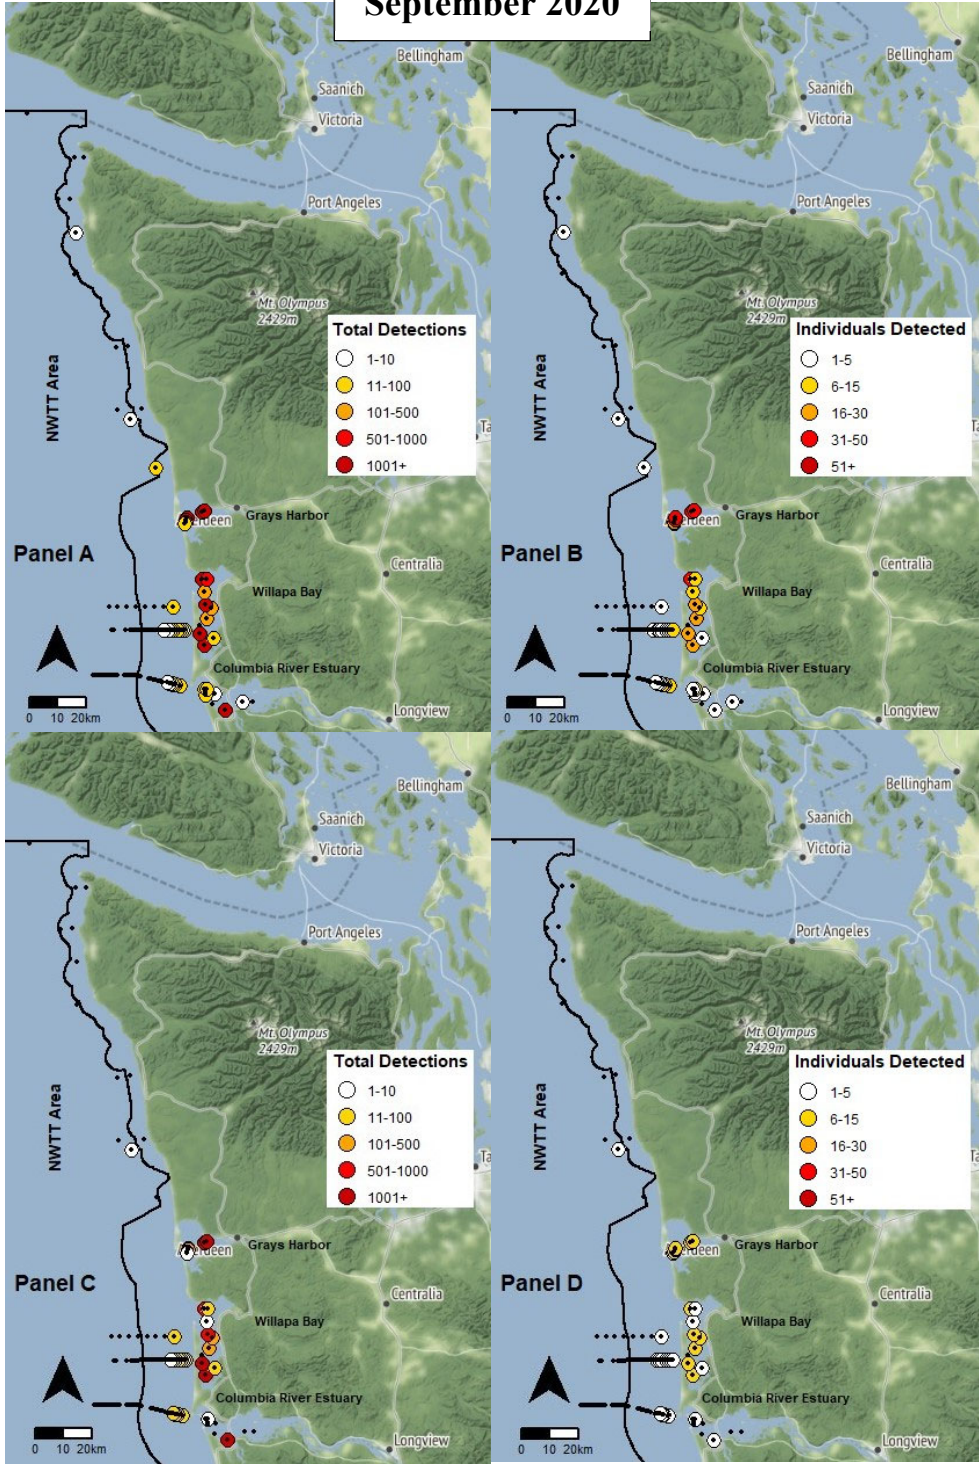 September 2020
Bellingham
Saanich
Victoria
Port Angeles
Mt. Olympus
2429m
NWTT Area
Total Detections
1-10
11-100
101-500
501-1000
1001+
Grays Harbor
Panel A
Centralia
Willapa Bay
Columbia River Estuary
0 10 20km
Longview
Bellingham
Saanich
Victoria
Port Angeles
Mt. Olympus
2429m
NWTT Area
Individuals Detected
1-5
6-15
16-30
31-50
51+
Grays Harbor
Panel B
Centralia
Willapa Bay
Columbia River Estuary
0 10 20km
Longview
Bellingham
Saanich
Victoria
Port Angeles
Mt. Olympus
2429m
NWTT Area
Total Detections
1-10
11-100
101-500
501-1000
1001+
Grays Harbor
Panel C
Centralia
Willapa Bay
Columbia River Estuary
0 10 20km
Longview
Bellingham
Saanich
Victoria
Port Angeles
Mt. Olympus
2429m
NWTT Area
Individuals Detected
1-5
6-15
16-30
31-50
51+
Grays Harbor
Panel D
Centralia
Willapa Bay
Columbia River Estuary
0 10 20km
Longview